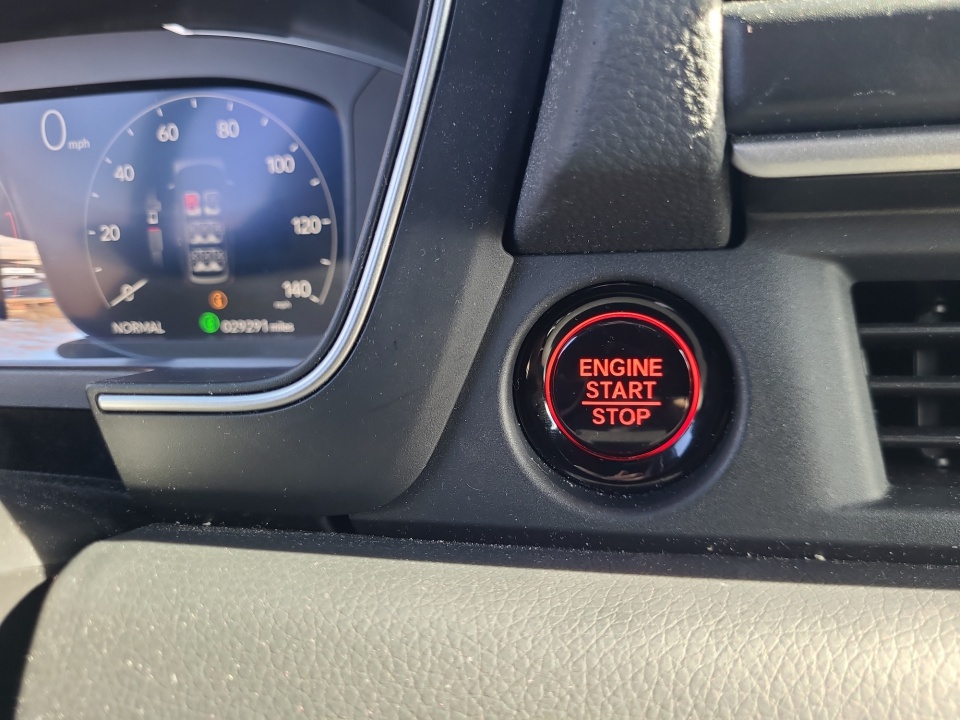 0 mph
60
80
40
100
20
120
0
140
NORMAL
029291 miles
ENGINE
START
STOP